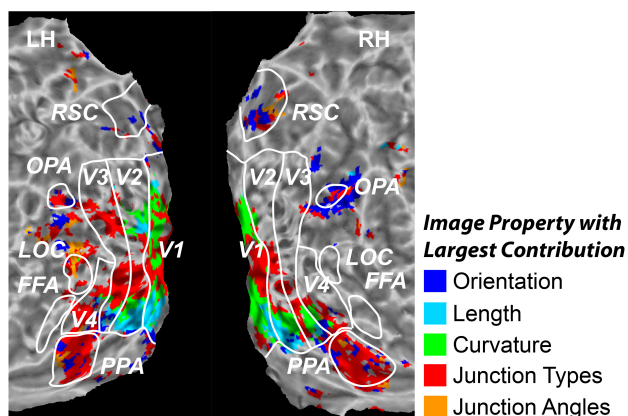 LH
RH
RSC
RSC
OPA
V3 V2
V2 V3
OPA
LOC
V1
V1
LOC
FFA
FFA
V4
V4
PPA
PPA
Image Property with
Largest Contribution
Orientation
Length
Curvature
Junction Types
Junction Angles